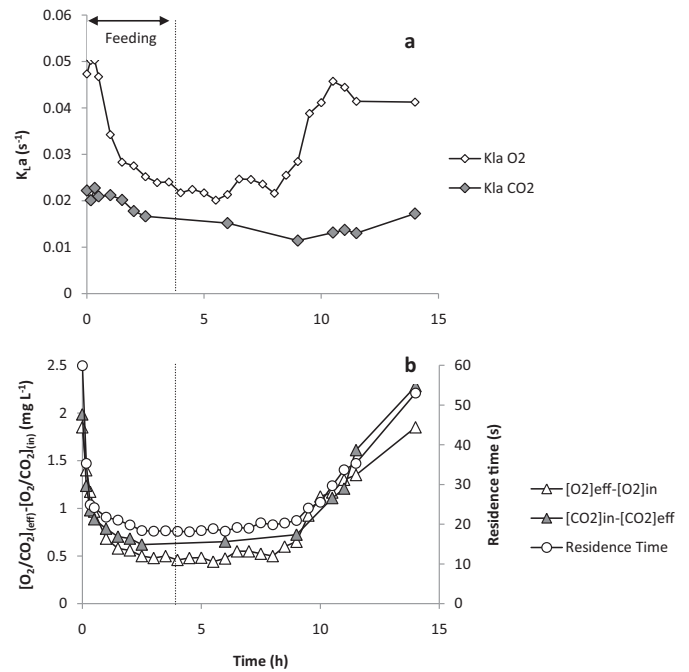 0.06
Feeding
a
0.05
0.04
0.03
0.02
0.01
0
KLa (s-1)
Kla O2
Kla CO2
0 5 10 15
b
2.5
2
1.5
1
0.5
0
[O2/CO2](eff)-[O2/CO2](in) (mg L-1)
60
50
40
30
20
10
0
Residence time (s)
[O2]eff-[O2]in
[CO2]in-[CO2]eff
Residence Time
0 5 10 15
Time (h)